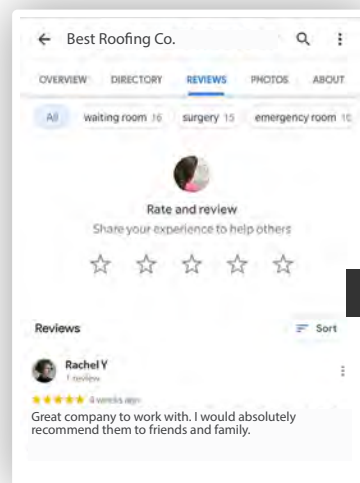 Best Roofing Co.
OVERVIEW DIRECTORY REVIEWS PHOTOS ABOUT
All waiting room 16 surgery 15 emergency room 10
Rate and review
Share your experience to help others
Reviews
Sort
Rachel Y
1 review
weeks ago
Great company to work with. I would absolutely
recommend them to friends and family.